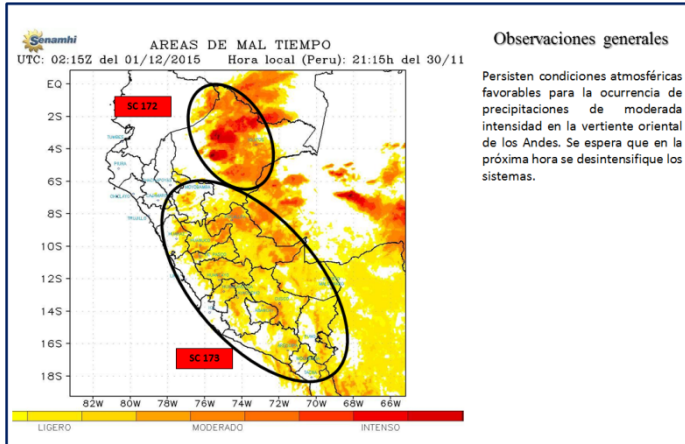 Senamhi
AREAS DE MAL TIEMPO
UTC: 02:15Z del 01/12/2015 Hora local (Peru): 21:15h del 30/11
Observaciones generales
Persisten condiciones atmosféricas
favorables para la ocurrencia de
precipitaciones de moderada
intensidad en la vertiente oriental
de los Andes. Se espera que en la
próxima hora se desintensifique los
sistemas.
EQ
SC 172
2S
4S
6S
8S
10S
12S
14S
16S
SC 173
18S
82W 80W 78W 76W 74W 72W 70W 68W 66W
LIGERO MODERADO INTENSO